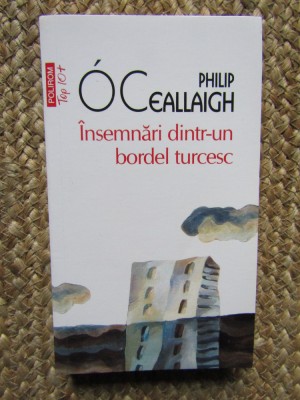 POLIROM
Top 10+
PHILIP
Ó CEALLAIGH
Însemnări dintr-un
bordel turcesc